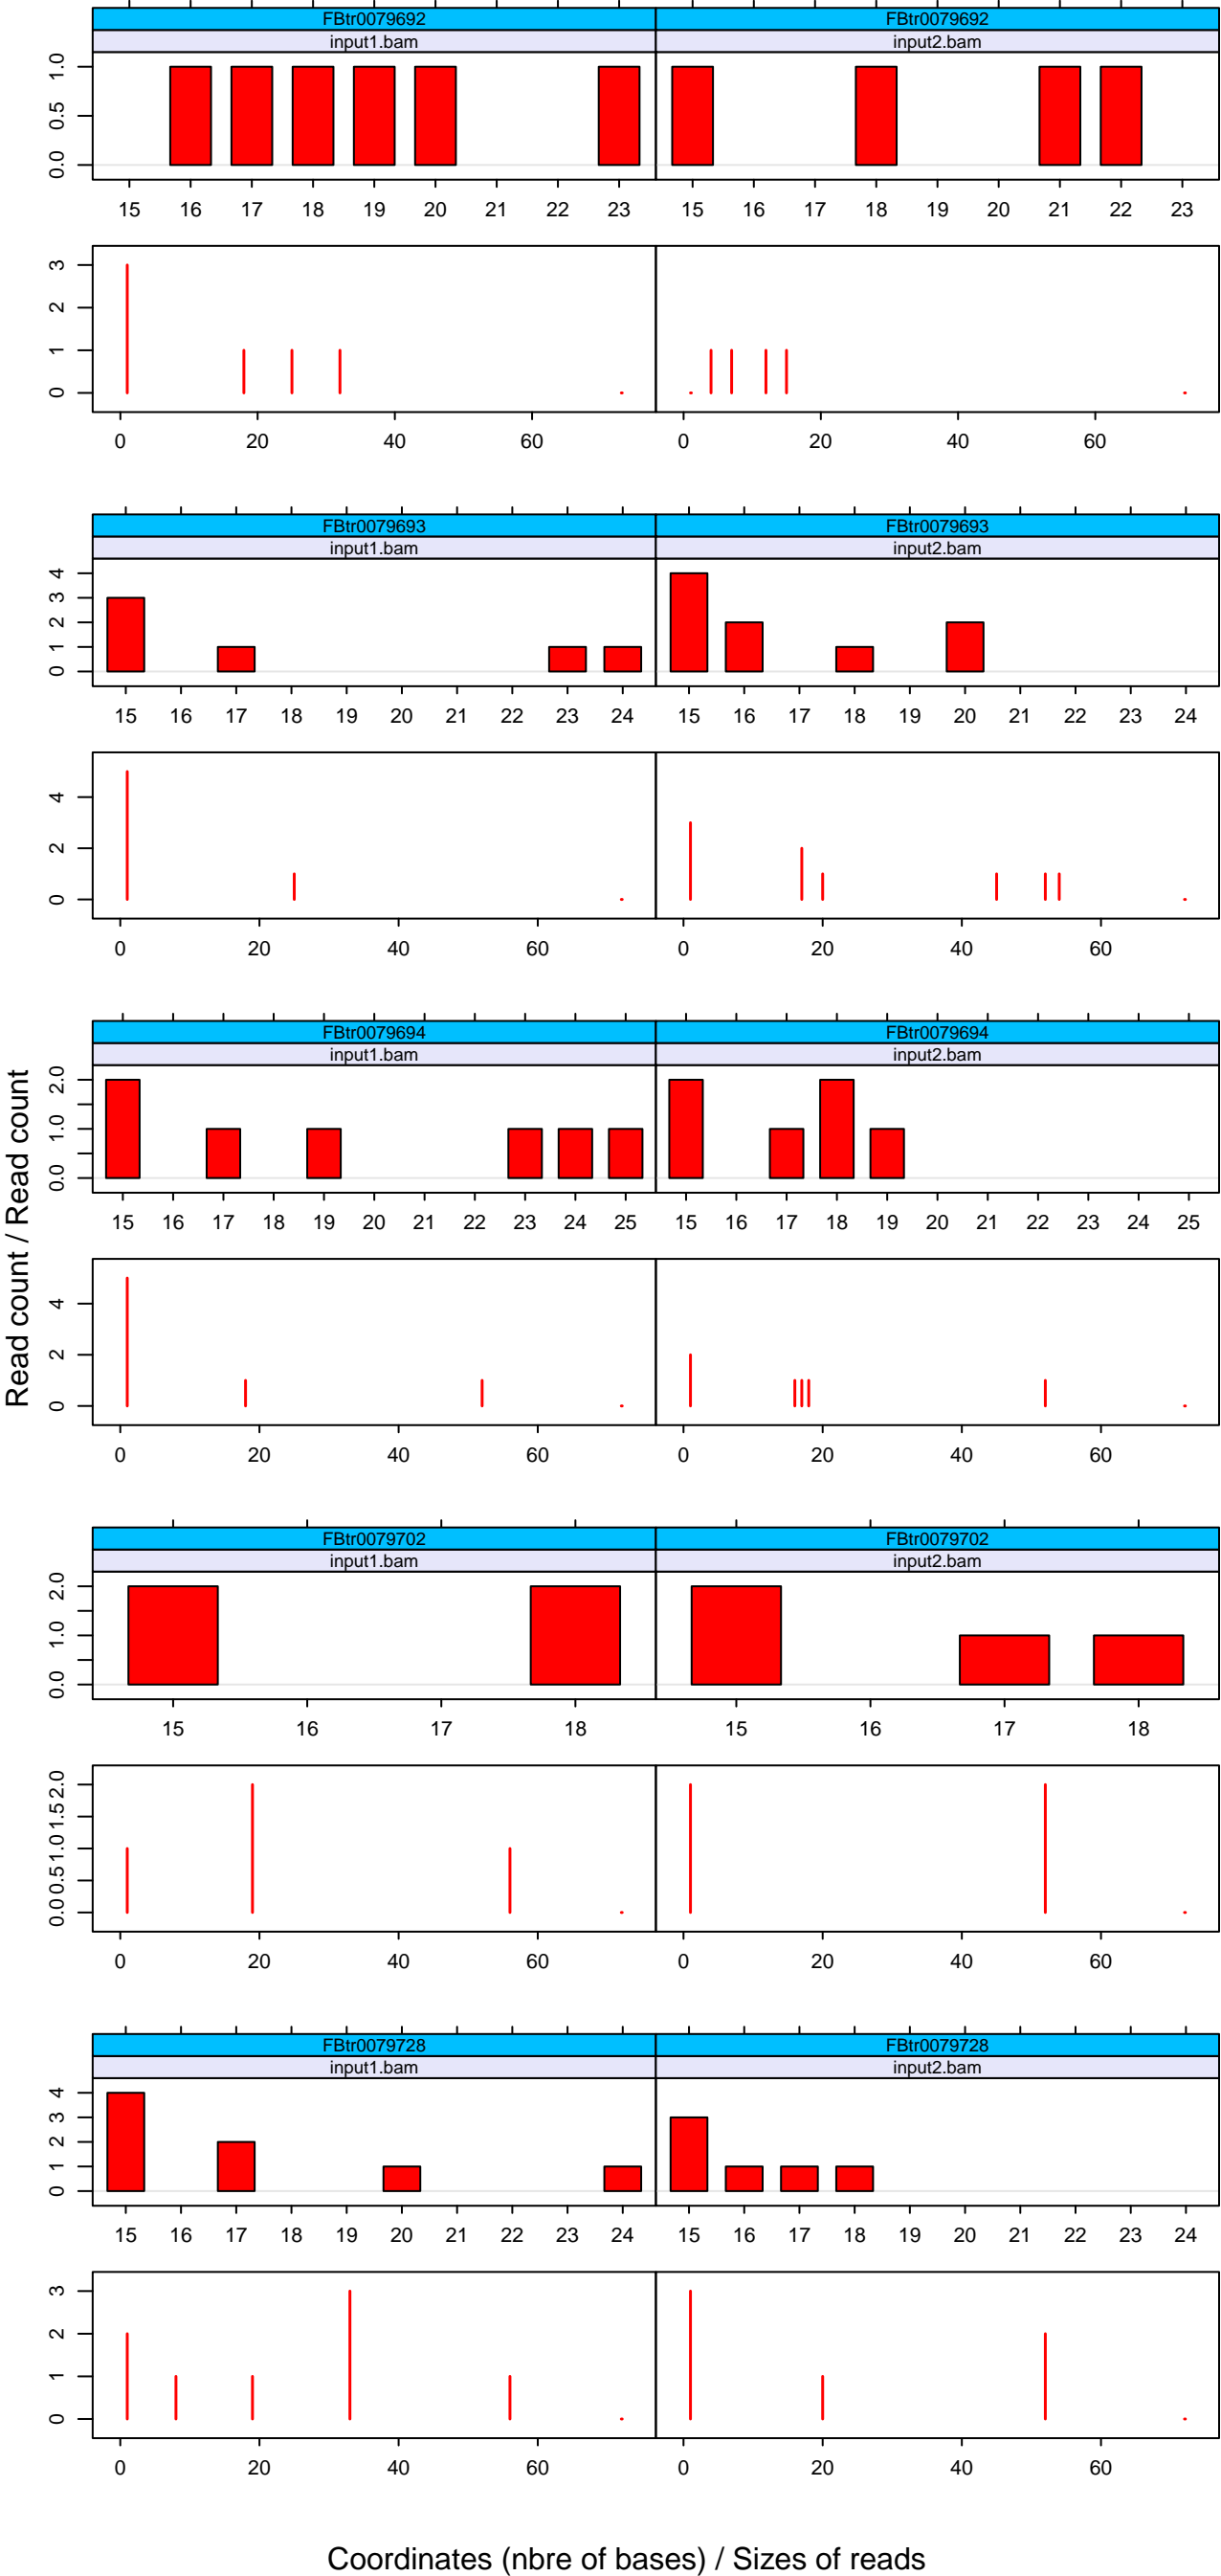 FBtr0079692 FBtr0079692
input1.bam input2.bam
0.0 0.5 1.0
15 16 17 18 19 20 21 22 23 15 16 17 18 19 20 21 22 23
0 1 2 3
0 20 40 60 0 20 40 60
FBtr0079693 FBtr0079693
input1.bam input2.bam
0 1 2 3 4
15 16 17 18 19 20 21 22 23 24 15 16 17 18 19 20 21 22 23 24
0 2 4
0 20 40 60 0 20 40 60
FBtr0079694 FBtr0079694
input1.bam input2.bam
0.0 1.0 2.0
15 16 17 18 19 20 21 22 23 24 25 15 16 17 18 19 20 21 22 23 24 25
Read count / Read count
0 2 4
0 20 40 60 0 20 40 60
FBtr0079702 FBtr0079702
input1.bam input2.bam
0.0 1.0 2.0
15 16 17 18 15 16 17 18
0.0 0.5 1.0 1.5 2.0
0 20 40 60 0 20 40 60
FBtr0079728 FBtr0079728
input1.bam input2.bam
0 1 2 3 4
15 16 17 18 19 20 21 22 23 24 15 16 17 18 19 20 21 22 23 24
0 1 2 3
0 20 40 60 0 20 40 60
Coordinates (nbre of bases) / Sizes of reads